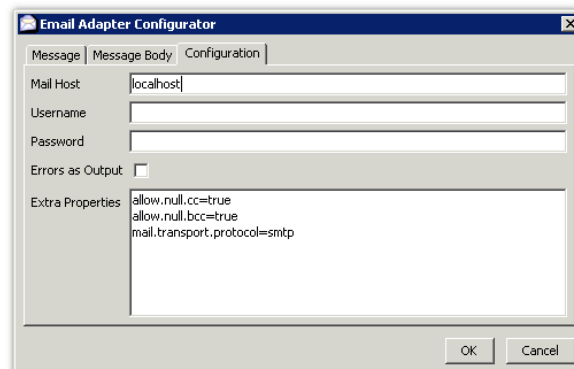 Email Adapter Configurator
Message Message Body Configuration
Mail Host localhost
Username
Password
Errors as Output
Extra Properties allow.null.cc=true
allow.null.bcc=true
mail.transport.protocol=smtp
OK Cancel